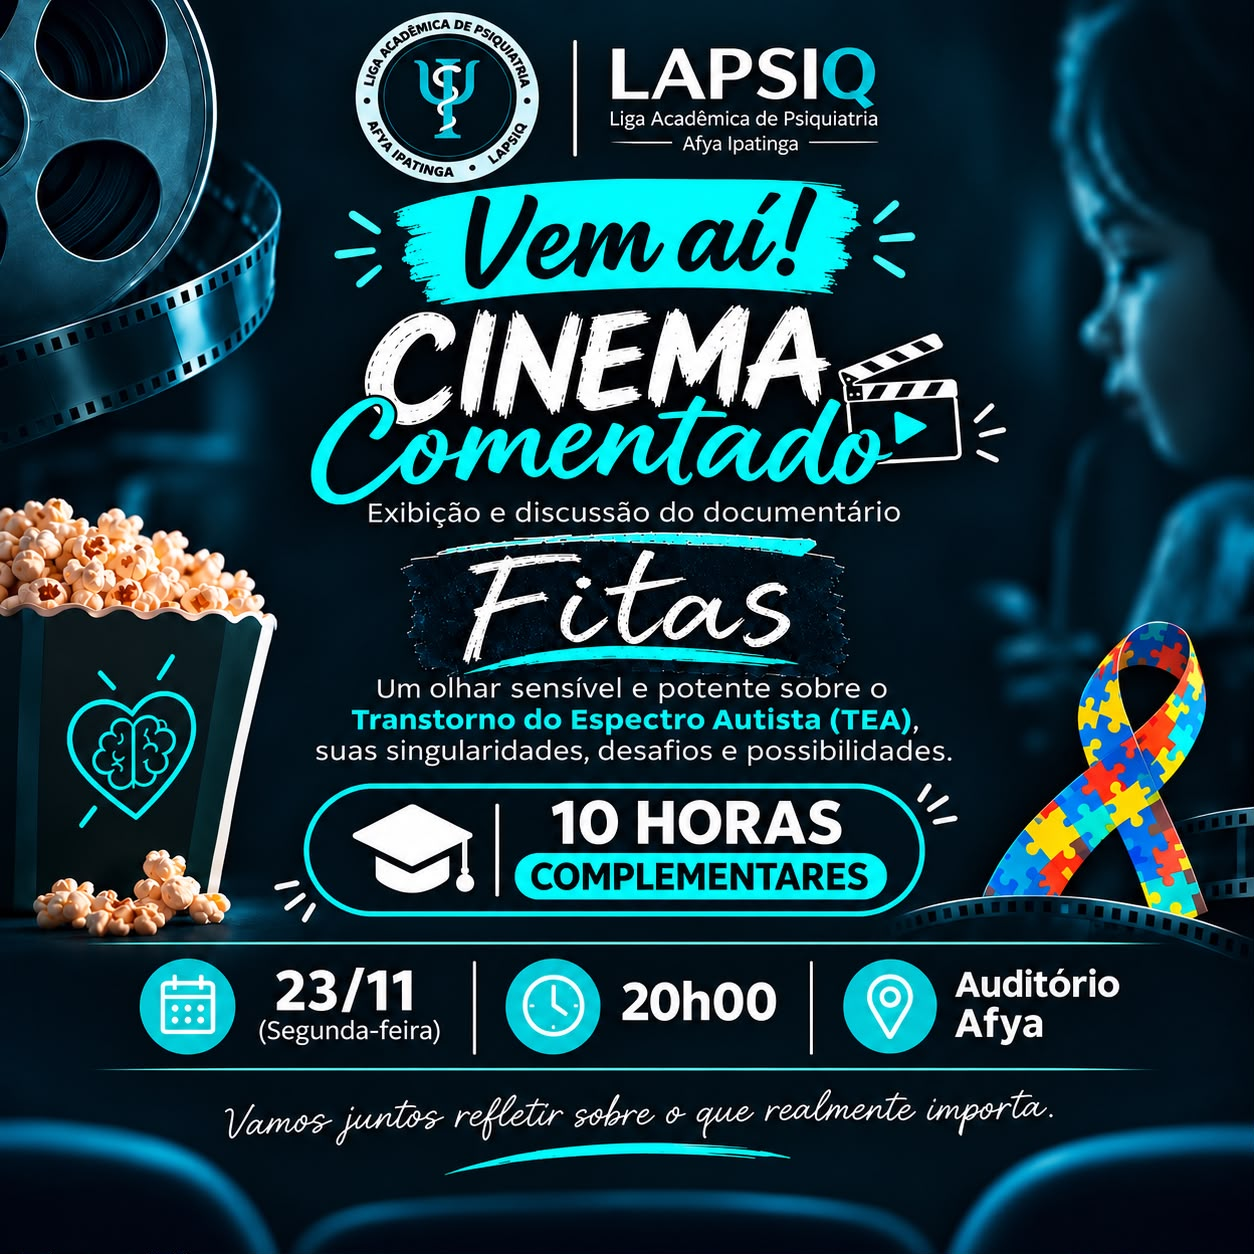 LIGA ACADÊMICA DE PSIQUIATRIA
AFYA IPATINGA • LAPSIQ
LAPSIQ
Liga Acadêmica de Psiquiatria
Afya Ipatinga
Vem aí!
CINEMA
Comentado
Exibição e discussão do documentário
Fitas
Um olhar sensível e potente sobre o
Transtorno do Espectro Autista (TEA),
suas singularidades, desafios e possibilidades.
10 HORAS
COMPLEMENTARES
23/11
(Segunda-feira)
20h00
Auditório
Afya
Vamos juntos refletir sobre o que realmente importa.